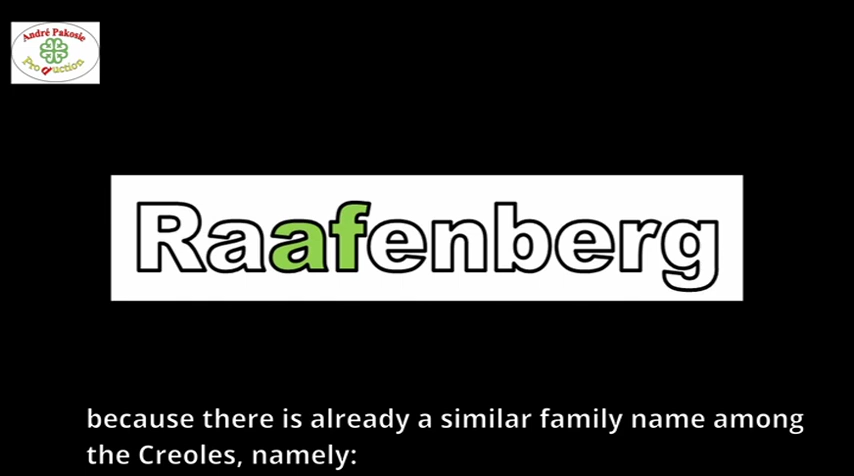 André Pakosie
Production
Raafenberg
because there is already a similar family name among
the Creoles, namely: